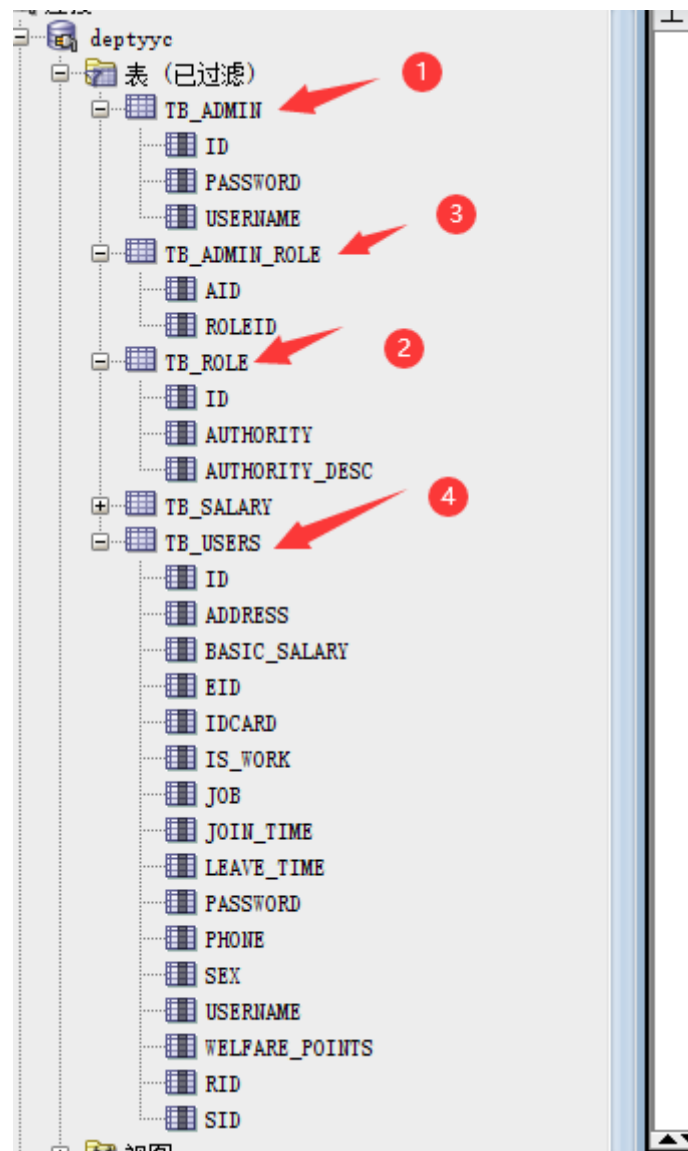 deptyyc
表 (已过滤)
1
TB_ADMIN
ID
PASSWORD
USERNAME
3
TB_ADMIN_ROLE
AID
ROLEID
2
TB_ROLE
ID
AUTHORITY
AUTHORITY_DESC
4
TB_SALARY
TB_USERS
ID
ADDRESS
BASIC_SALARY
EID
IDCARD
IS_WORK
JOB
JOIN_TIME
LEAVE_TIME
PASSWORD
PHONE
SEX
USERNAME
WELFARE_POINTS
RID
SID